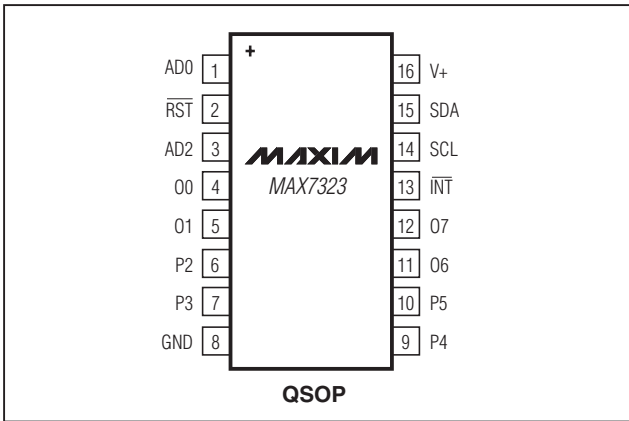 +
AD0 1 16 V+
RST 2 15 SDA
AD2 3 MAXIM 14 SCL
O0 4 MAX7323 13 INT
O1 5 12 O7
P2 6 11 O6
P3 7 10 P5
GND 8 9 P4
QSOP